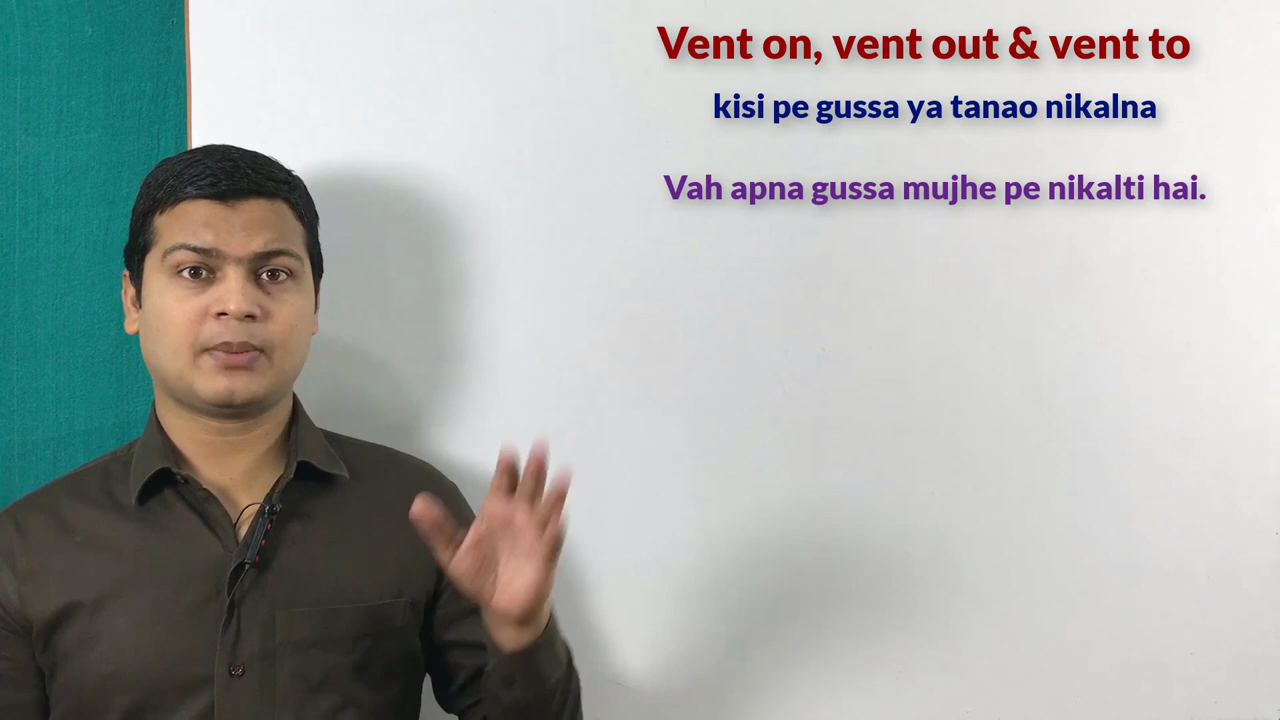 Vent on, vent out & vent to
kisi pe gussa ya tanao nikalna
Vah apna gussa mujhe pe nikalti hai.